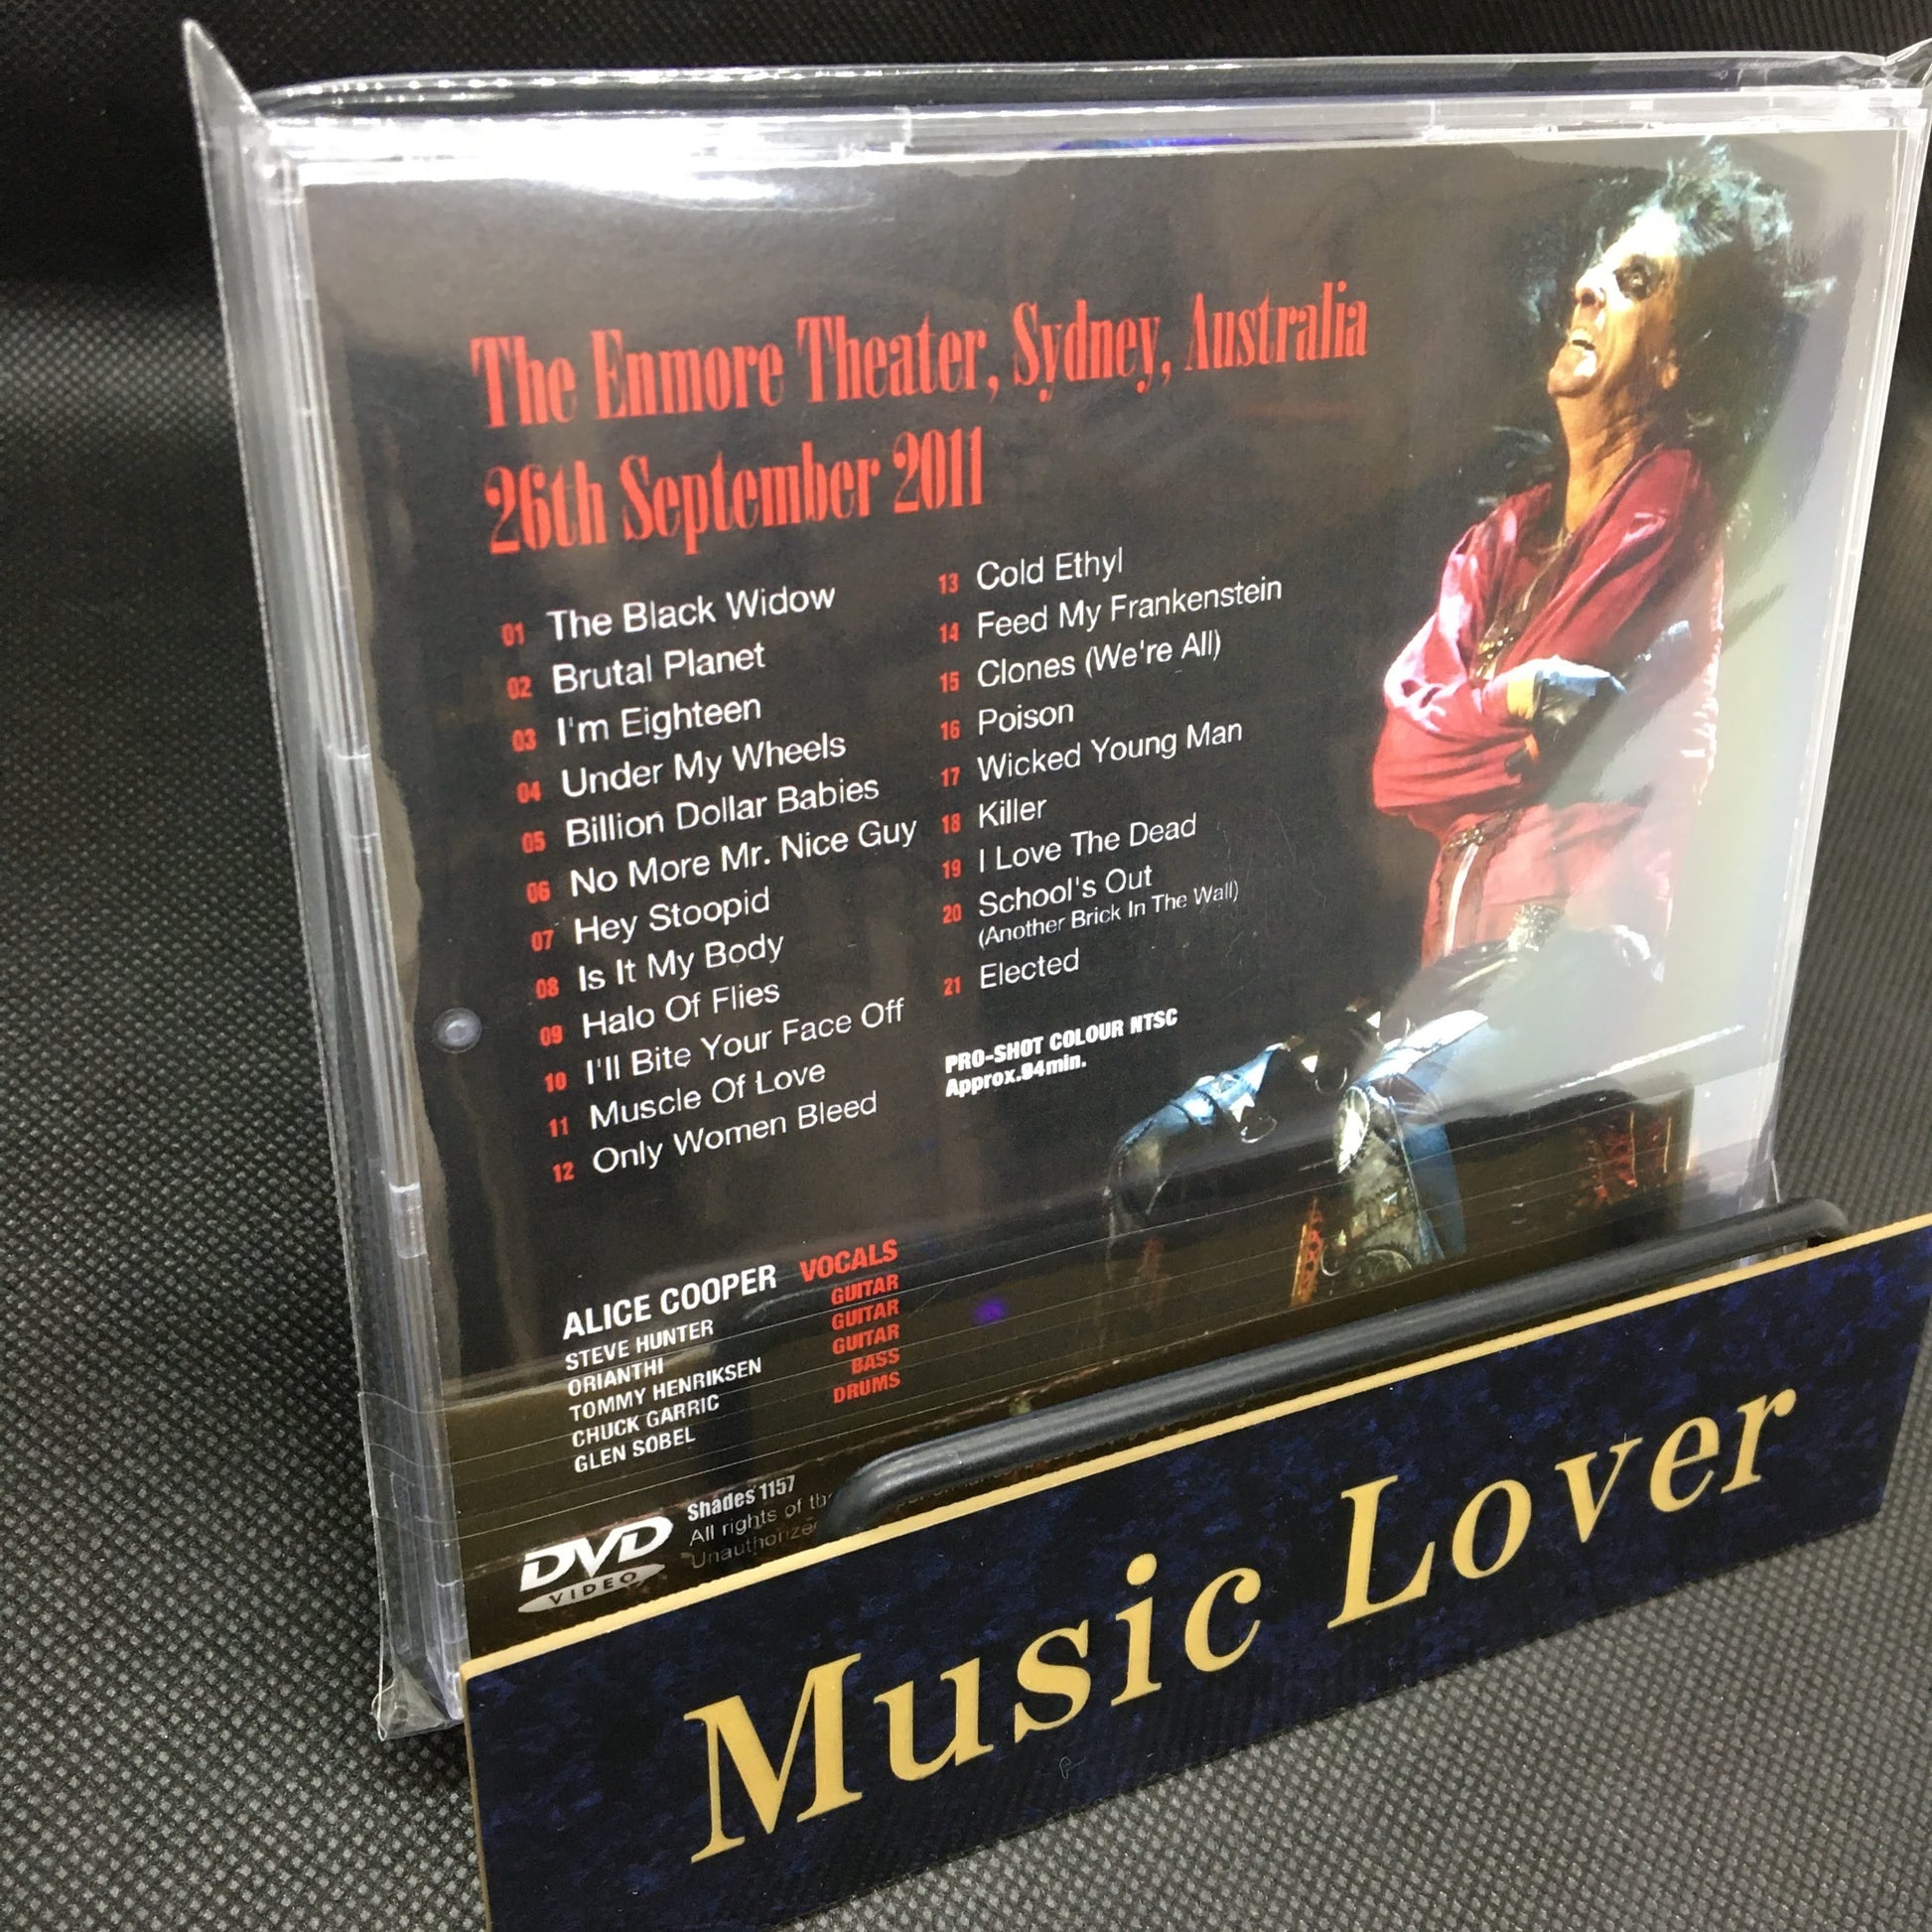 The Enmore Theater, Sydney, Australia
26th September 2011
01 The Black Widow
02 Brutal Planet
03 I'm Eighteen
04 Under My Wheels
05 Billion Dollar Babies
06 No More Mr. Nice Guy
07 Hey Stoopid
08 Is It My Body
09 Halo Of Flies
10 I'll Bite Your Face Off
11 Muscle Of Love
12 Only Women Bleed
13 Cold Ethyl
14 Feed My Frankenstein
15 Clones (We're All)
16 Poison
17 Wicked Young Man
18 Killer
19 I Love The Dead
20 School's Out
(Another Brick In The Wall)
21 Elected
PRO-SHOT COLOUR NTSC
Approx.94min.
ALICE COOPER VOCALS
STEVE HUNTER GUITAR
ORIANTHI GUITAR
TOMMY HENRIKSEN GUITAR
CHUCK GARRIC BASS
GLEN SOBEL DRUMS
DVD
VIDEO
Shades 1157
All rights of
Music Lover